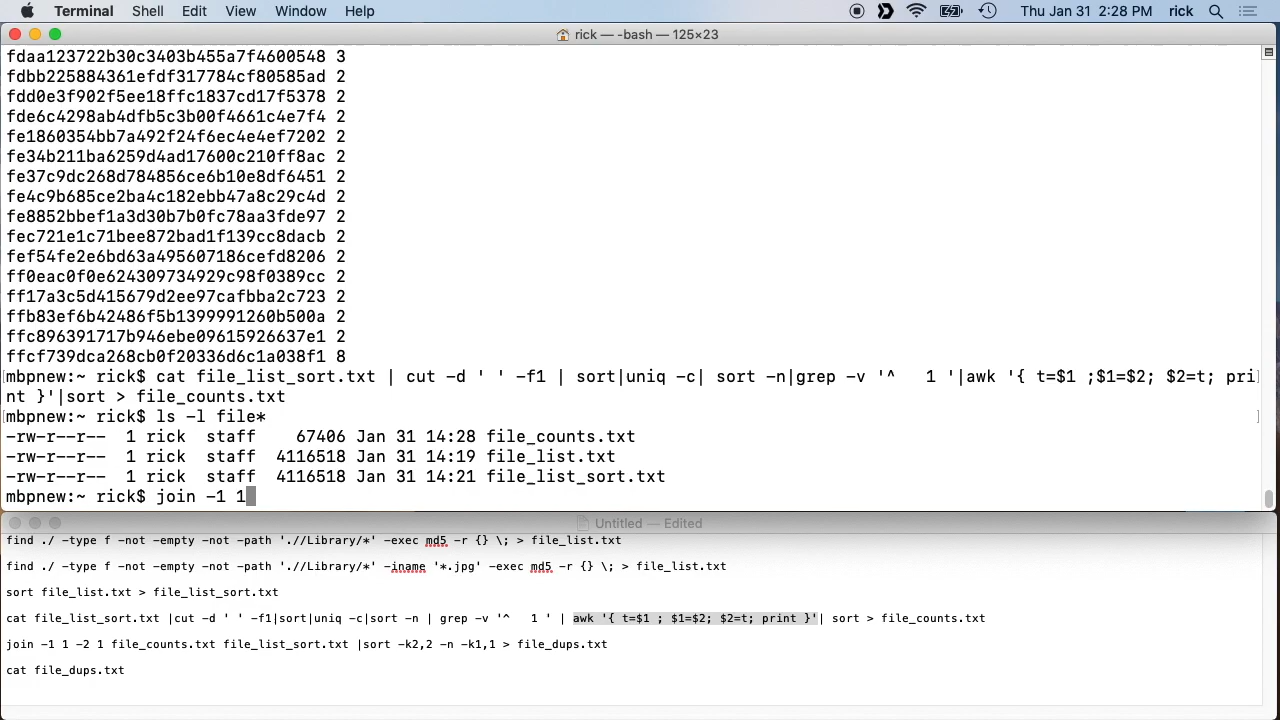 Terminal Shell Edit View Window Help Thu Jan 31 2:28 PM rick
rick — -bash — 125×23
fdaa123722b30c3403b455a7f4600548 3
fdbb225884361efdf317784cf80585ad 2
fdd0e3f902f5ee18ffc1837cd17f5378 2
fde6c4298ab4dfb5c3b00f4661c4e7f4 2
fe1860354bb7a492f24f6ec4e4ef7202 2
fe34b211ba6259d4ad17600c210ff8ac 2
fe37c9dc268d784856ce6b10e8df6451 2
fe4c9b685ce2ba4c182ebb47a8c29c4d 2
fe8852bbef1a3d30b7b0fc78aa3fde97 2
fec721e1c71bee872bad1f139cc8dacb 2
fef54fe2e6bd63a495607186cefd8206 2
ff0eac0f0e624309734929c98f0389cc 2
ff17a3c5d415679d2ee97cafbba2c723 2
ffb83ef6b42486f5b1399991260b500a 2
ffc896391717b946ebe09615926637e1 2
ffcf739dca268cb0f20336d6c1a038f1 8
mbpnew:~ rick$ cat file_list_sort.txt | cut -d ' ' -f1 | sort|uniq -c| sort -n|grep -v '^   1 '|awk '{ t=$1 ;$1=$2; $2=t; pri
nt }'|sort > file_counts.txt
mbpnew:~ rick$ ls -l file*
-rw-r--r--  1 rick  staff    67406 Jan 31 14:28 file_counts.txt
-rw-r--r--  1 rick  staff  4116518 Jan 31 14:19 file_list.txt
-rw-r--r--  1 rick  staff  4116518 Jan 31 14:21 file_list_sort.txt
mbpnew:~ rick$ join -1 1
Untitled — Edited
find ./ -type f -not -empty -not -path './/Library/*' -exec md5 -r {} \; > file_list.txt
find ./ -type f -not -empty -not -path './/Library/*' -iname '*.jpg' -exec md5 -r {} \; > file_list.txt
sort file_list.txt > file_list_sort.txt
cat file_list_sort.txt |cut -d ' ' -f1|sort|uniq -c|sort -n | grep -v '^   1 ' | awk '{ t=$1 ; $1=$2; $2=t; print }'| sort > file_counts.txt
join -1 1 -2 1 file_counts.txt file_list_sort.txt |sort -k2,2 -n -k1,1 > file_dups.txt
cat file_dups.txt